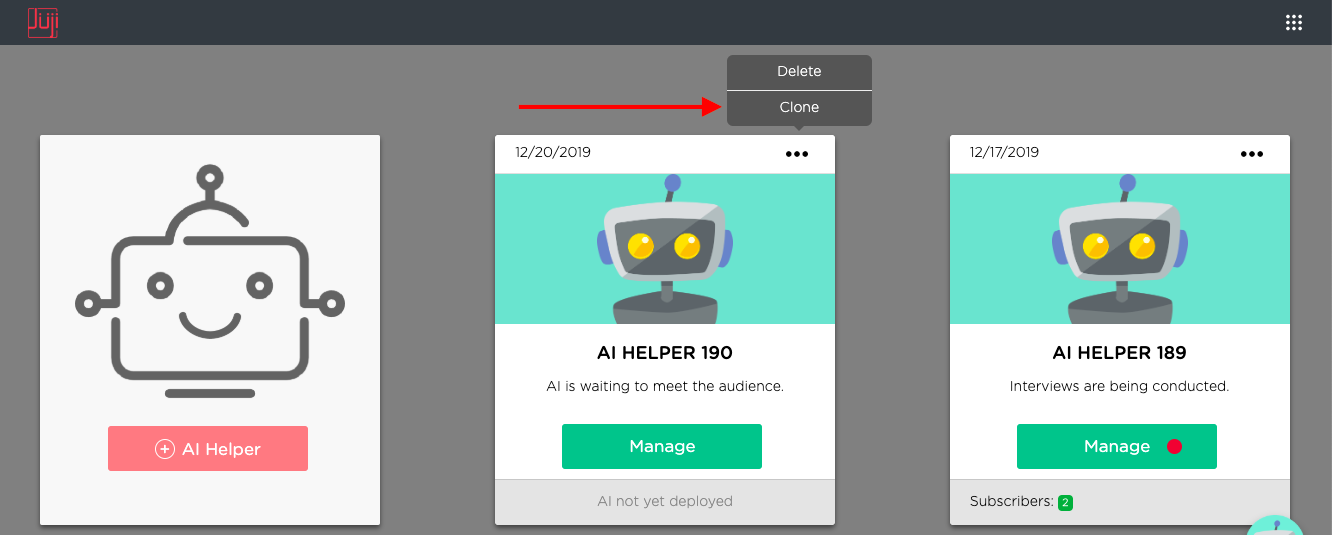 Juji
Delete
Clone
12/20/2019
12/17/2019
AI HELPER 190
AI is waiting to meet the audience.
Manage
AI not yet deployed
AI HELPER 189
Interviews are being conducted.
Manage
Subscribers: 2
AI Helper